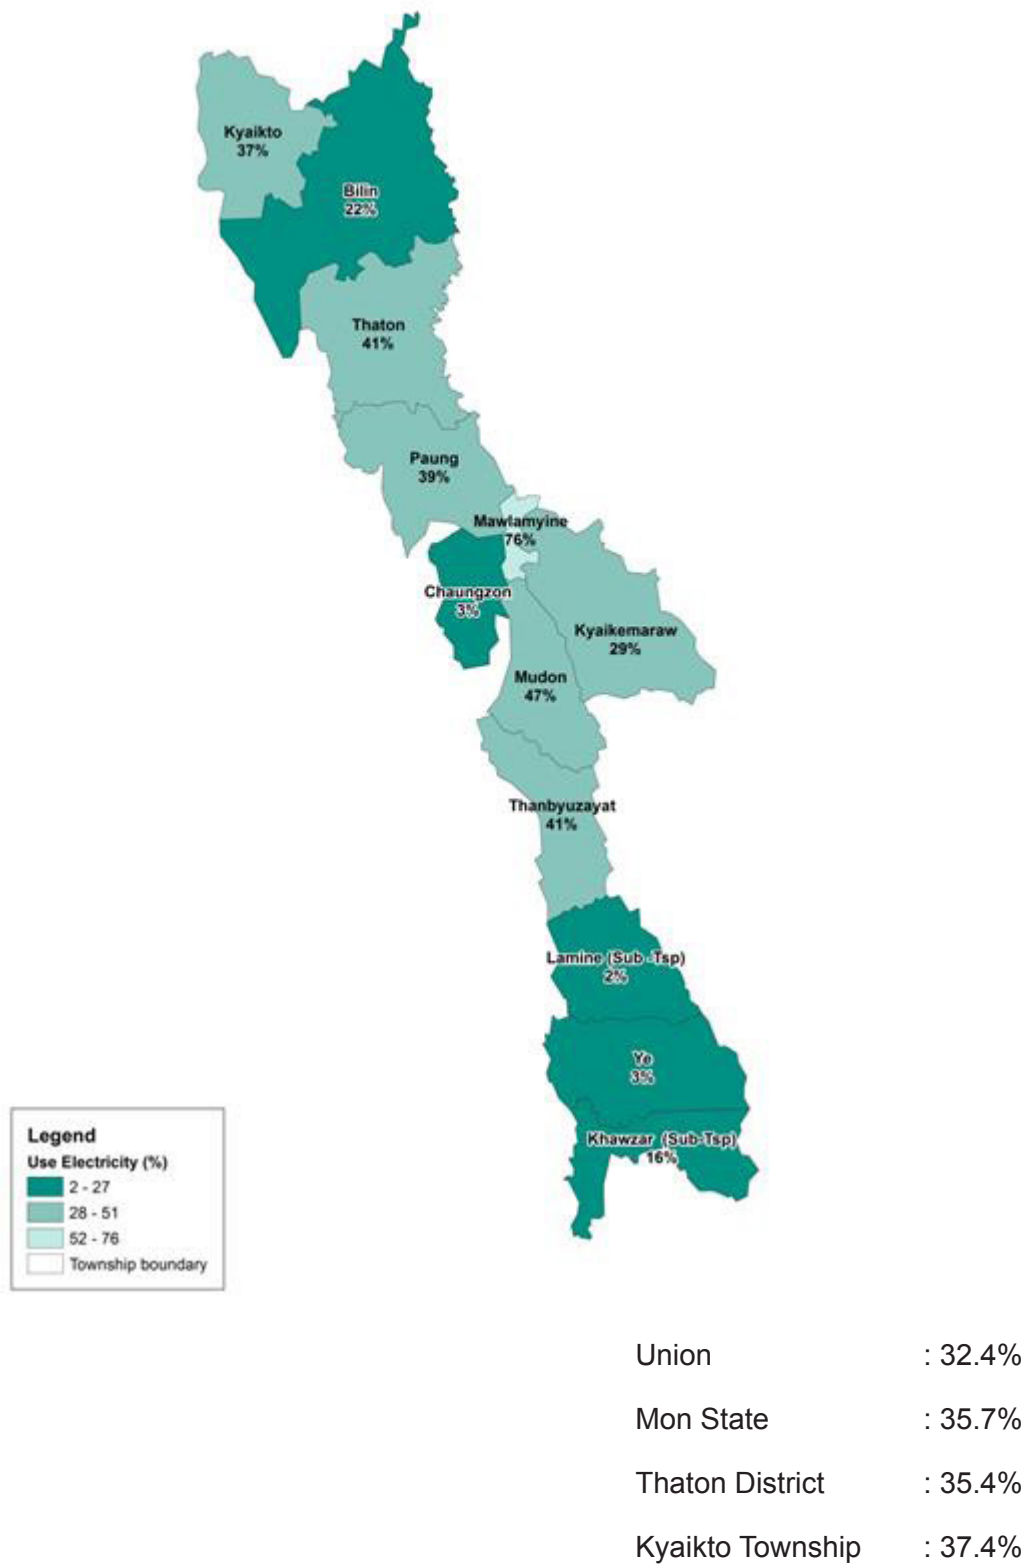 Kyaikto
37%
Bilin
22%
Thaton
41%
Paung
39%
Mawlamyine
76%
Chaungzon
3%
Kyaikemaraw
29%
Mudon
47%
Thanbyuzayat
41%
Lamine (Sub -Tsp)
2%
Ye
3%
Khawzar (Sub-Tsp)
16%
Legend
Use Electricity (%)
2 - 27
28 - 51
52 - 76
Township boundary
Union : 32.4%
Mon State : 35.7%
Thaton District : 35.4%
Kyaikto Township : 37.4%